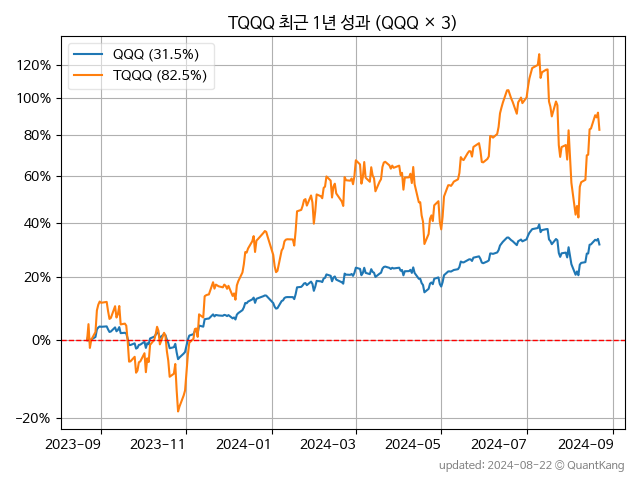 TQQQ 최근 1년 성과 (QQQ × 3)
QQQ (31.5%)
TQQQ (82.5%)
120%
100%
80%
60%
40%
20%
0%
−20%
2023-09 2023-11 2024-01 2024-03 2024-05 2024-07 2024-09
updated: 2024-08-22 © QuantKang